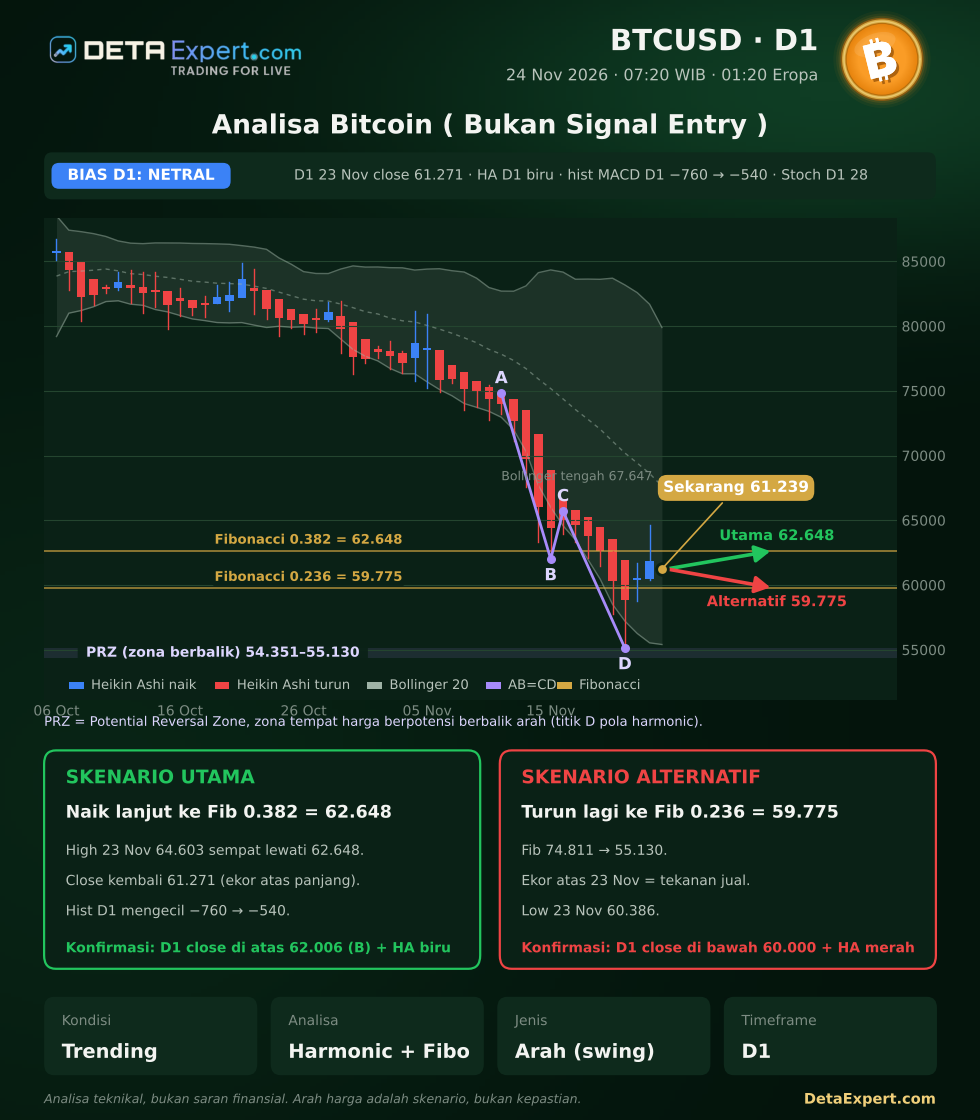 DETA Expert.com
TRADING FOR LIVE
BTCUSD · D1
24 Nov 2026 · 07:20 WIB · 01:20 Eropa
Analisa Bitcoin ( Bukan Signal Entry )
BIAS D1: NETRAL
D1 23 Nov close 61.271 · HA D1 biru · hist MACD D1 −760 → −540 · Stoch D1 28
85000
80000
75000
70000
65000
60000
55000
A
Bollinger tengah 67.647
Sekarang 61.239
C
Fibonacci 0.382 = 62.648
Utama 62.648
B
Fibonacci 0.236 = 59.775
Alternatif 59.775
PRZ (zona berbalik) 54.351–55.130
D
Heikin Ashi naik
Heikin Ashi turun
Bollinger 20
AB=CD
Fibonacci
06 Oct
16 Oct
26 Oct
05 Nov
15 Nov
PRZ = Potential Reversal Zone, zona tempat harga berpotensi berbalik arah (titik D pola harmonic).
SKENARIO UTAMA
Naik lanjut ke Fib 0.382 = 62.648
High 23 Nov 64.603 sempat lewati 62.648.
Close kembali 61.271 (ekor atas panjang).
Hist D1 mengecil −760 → −540.
Konfirmasi: D1 close di atas 62.006 (B) + HA biru
SKENARIO ALTERNATIF
Turun lagi ke Fib 0.236 = 59.775
Fib 74.811 → 55.130.
Ekor atas 23 Nov = tekanan jual.
Low 23 Nov 60.386.
Konfirmasi: D1 close di bawah 60.000 + HA merah
Kondisi
Trending
Analisa
Harmonic + Fibo
Jenis
Arah (swing)
Timeframe
D1
Analisa teknikal, bukan saran finansial. Arah harga adalah skenario, bukan kepastian.
DetaExpert.com